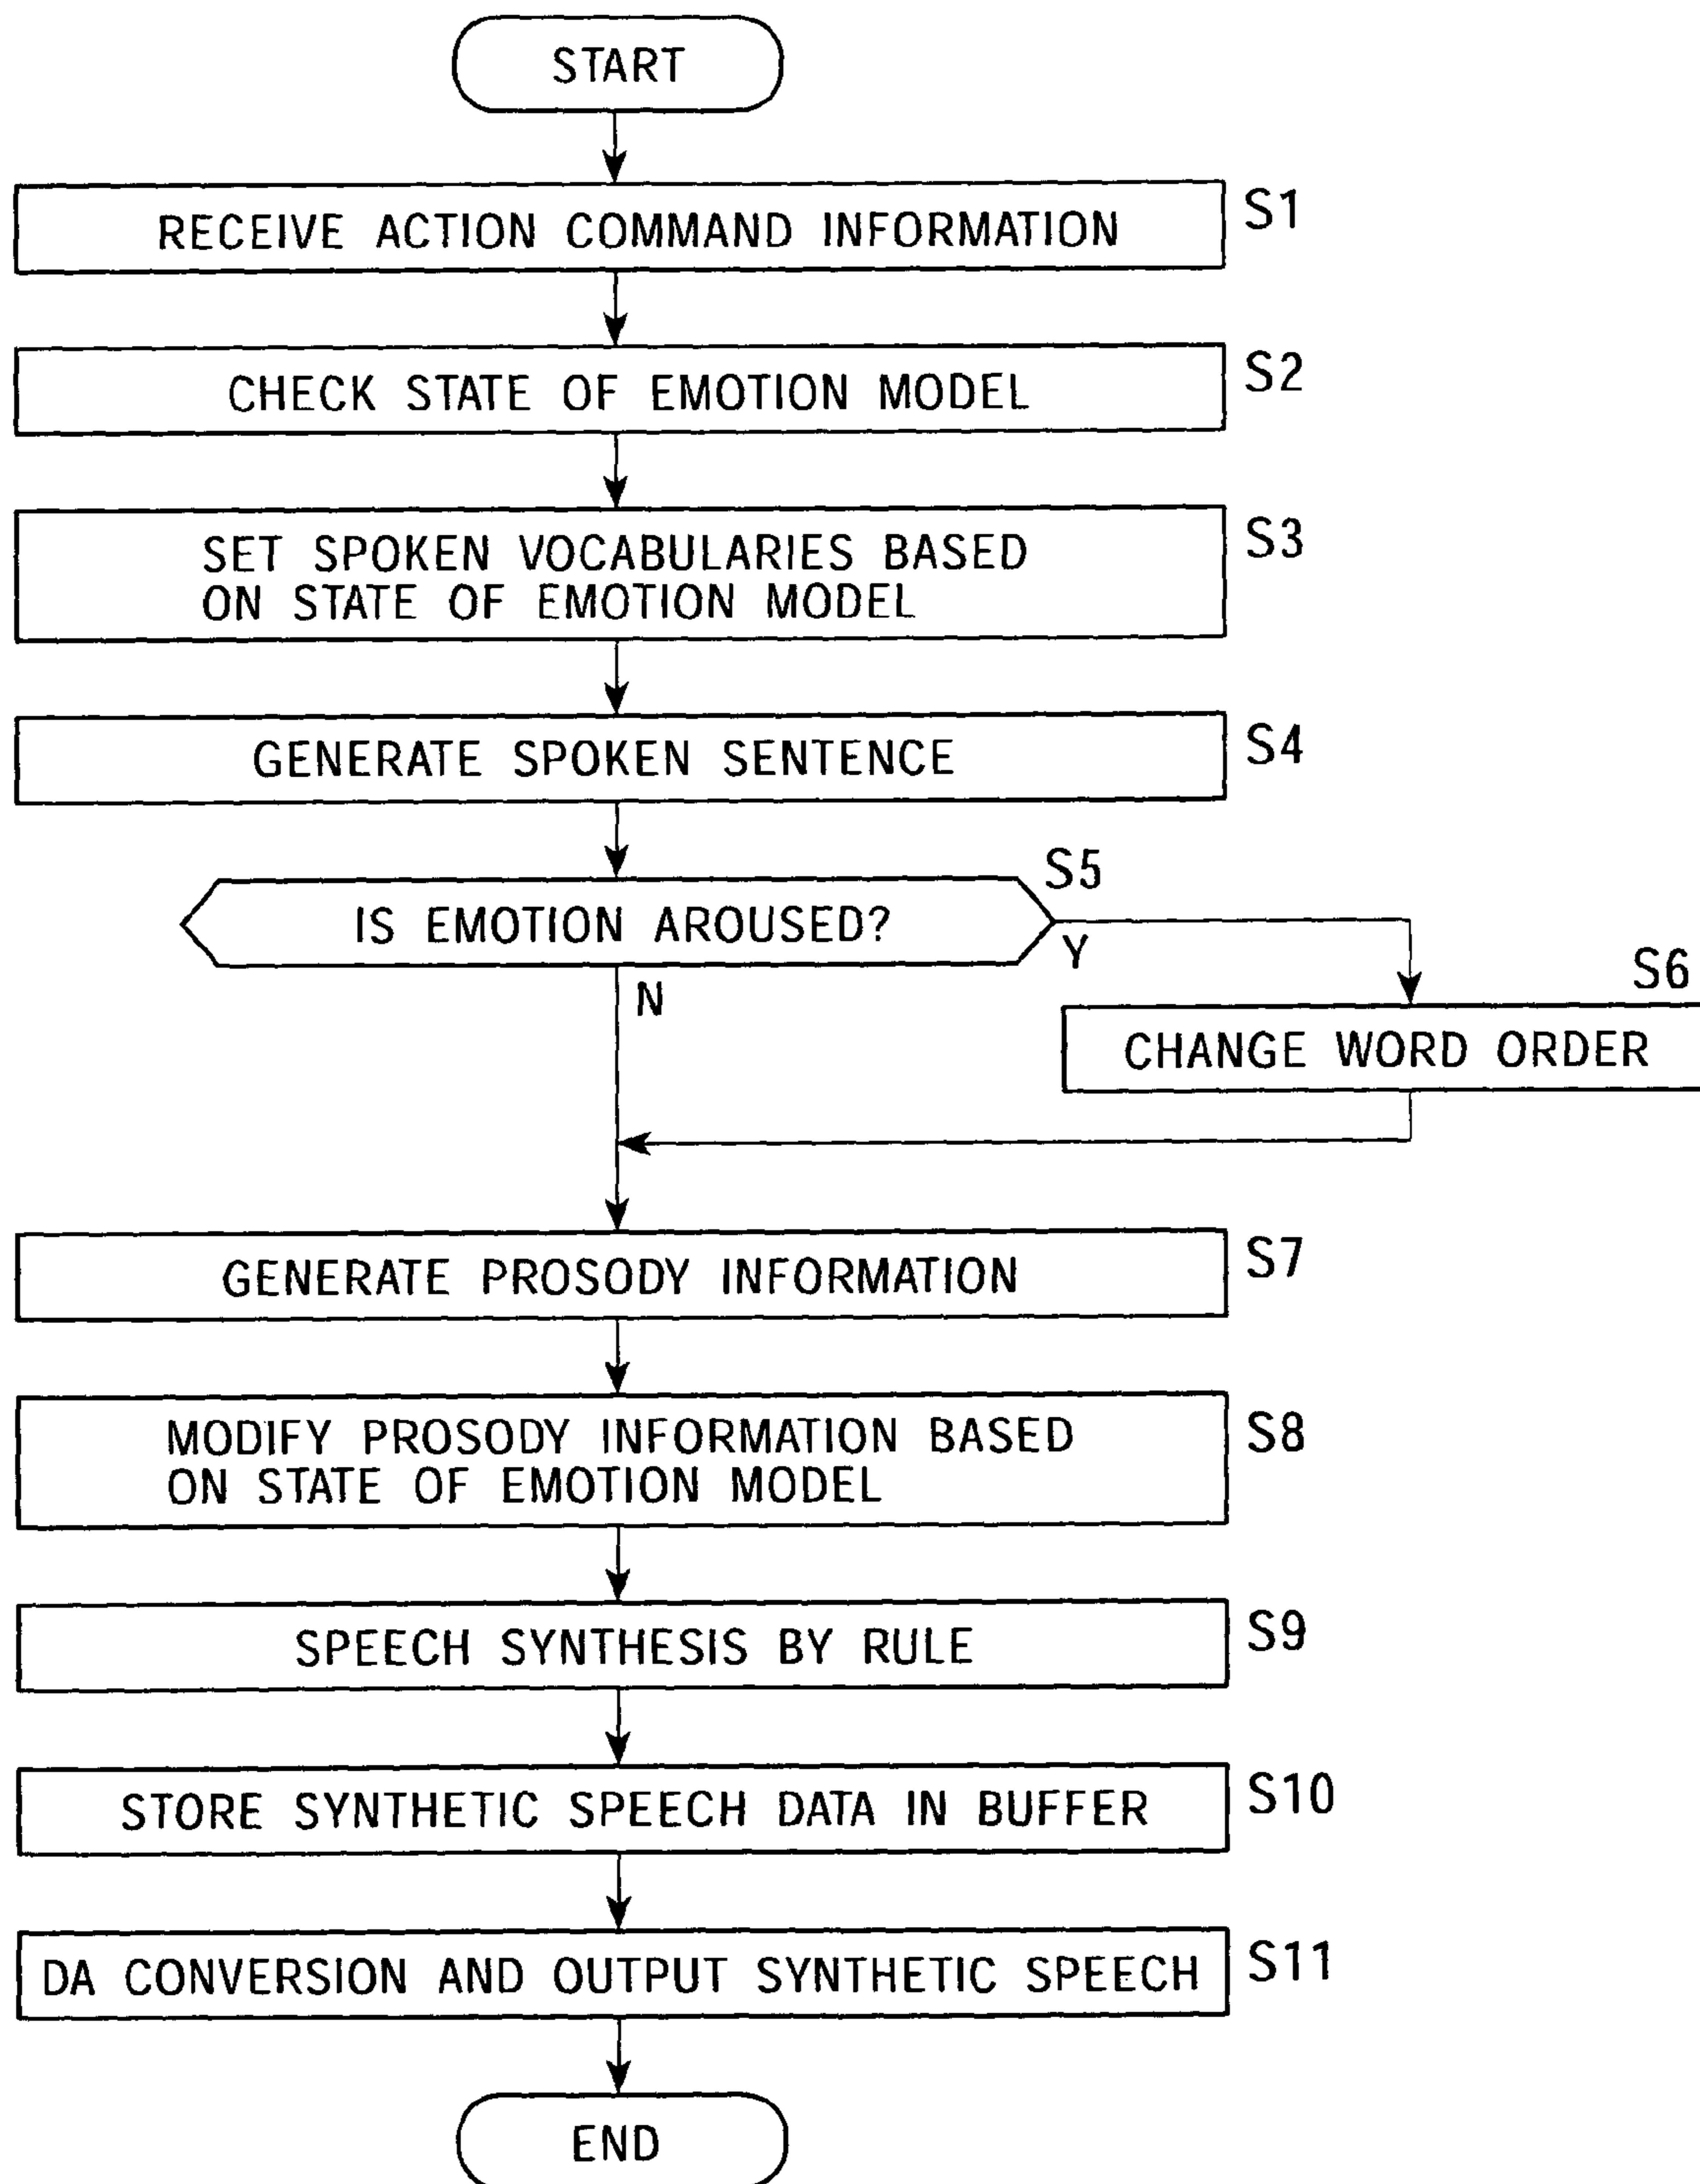 START
RECEIVE ACTION COMMAND INFORMATION
S1
CHECK STATE OF EMOTION MODEL
S2
SET SPOKEN VOCABULARIES BASED
ON STATE OF EMOTION MODEL
S3
GENERATE SPOKEN SENTENCE
S4
IS EMOTION AROUSED?
S5
Y
N
S6
CHANGE WORD ORDER
GENERATE PROSODY INFORMATION
S7
MODIFY PROSODY INFORMATION BASED
ON STATE OF EMOTION MODEL
S8
SPEECH SYNTHESIS BY RULE
S9
STORE SYNTHETIC SPEECH DATA IN BUFFER
S10
DA CONVERSION AND OUTPUT SYNTHETIC SPEECH
S11
END